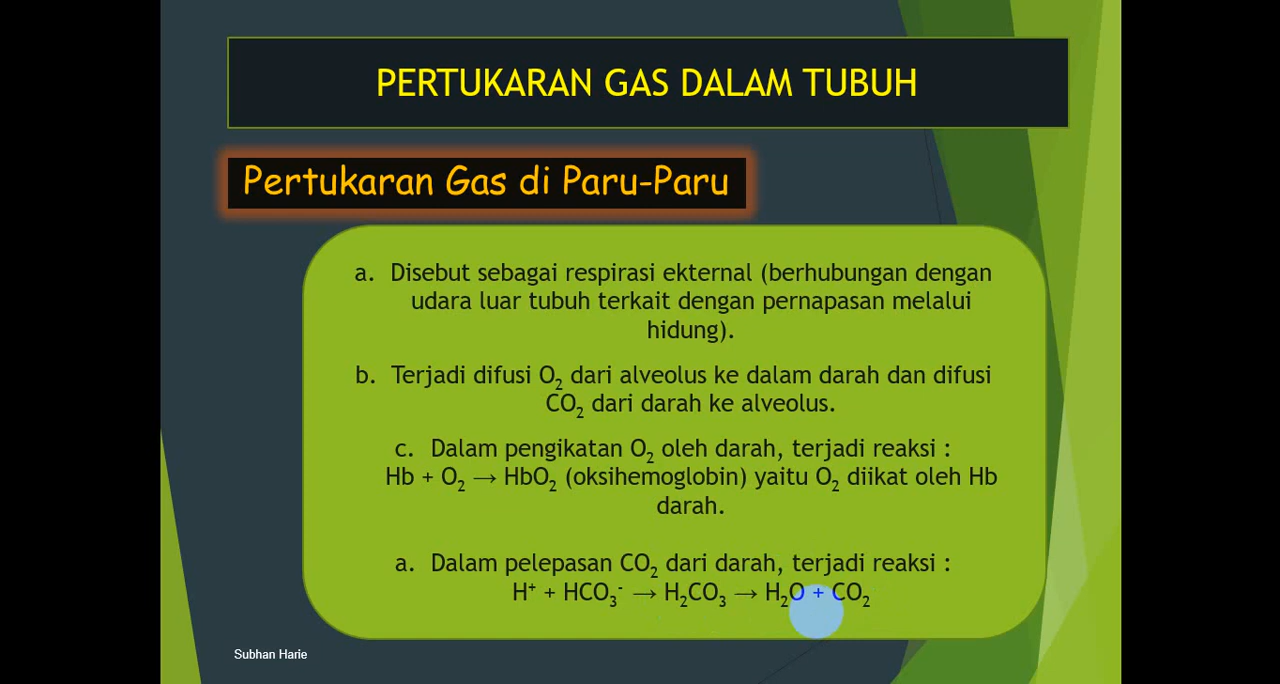 PERTUKARAN GAS DALAM TUBUH
Pertukaran Gas di Paru-Paru
a. Disebut sebagai respirasi ekternal (berhubungan dengan
udara luar tubuh terkait dengan pernapasan melalui
hidung).
b. Terjadi difusi O₂ dari alveolus ke dalam darah dan difusi
CO₂ dari darah ke alveolus.
c. Dalam pengikatan O₂ oleh darah, terjadi reaksi :
Hb + O₂ → HbO₂ (oksihemoglobin) yaitu O₂ diikat oleh Hb
darah.
a. Dalam pelepasan CO₂ dari darah, terjadi reaksi :
H⁺ + HCO₃⁻ → H₂CO₃ → H₂O + CO₂
Subhan Harie